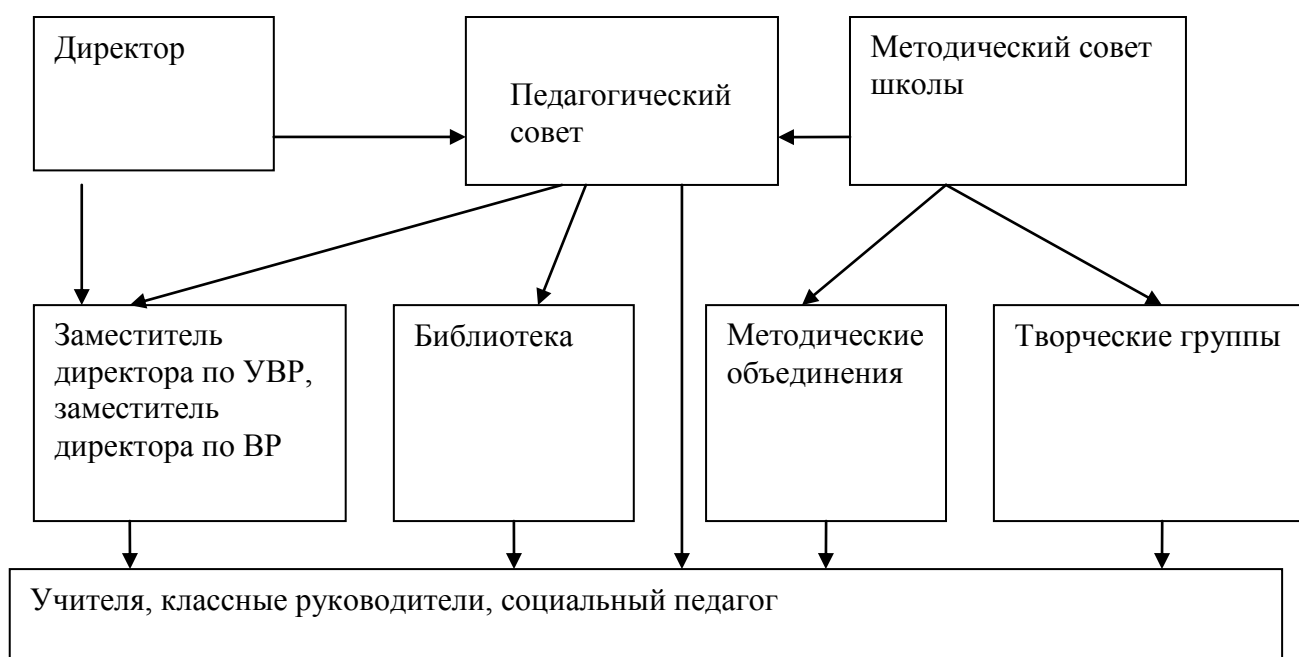 Директор
Педагогический
совет
Методический совет
школы
Заместитель
директора по УВР,
заместитель
директора по ВР
Библиотека
Методические
объединения
Творческие группы
Учителя, классные руководители, социальный педагог